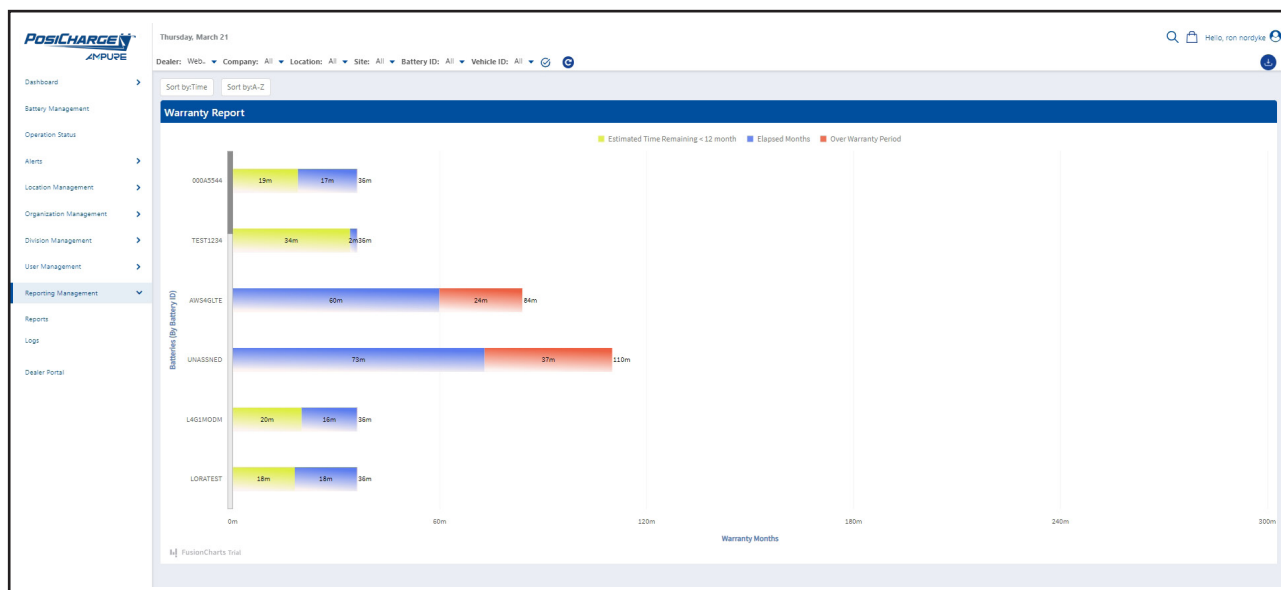 POSICHARGE
AMPURE
Thursday, March 21
Hello, ron nordyke
Dealer: Web. Company: All Location: All Site: All Battery ID: All Vehicle ID: All
Dashboard
Battery Management
Operation Status
Alerts
Location Management
Organization Management
Division Management
User Management
Reporting Management
Reports
Logs
Dealer Portal
Sort by:Time Sort by:A-Z
Warranty Report
Estimated Time Remaining < 12 month Elapsed Months Over Warranty Period
Batteries (By Battery ID)
000A5544 19m 17m 36m
TEST1234 34m 2m 36m
AWS4GLTE 60m 24m 84m
UNASSNED 73m 37m 110m
L4G1MODM 20m 16m 36m
LORATEST 18m 18m 36m
0m 60m 120m 180m 240m 300m
Warranty Months
FusionCharts Trial